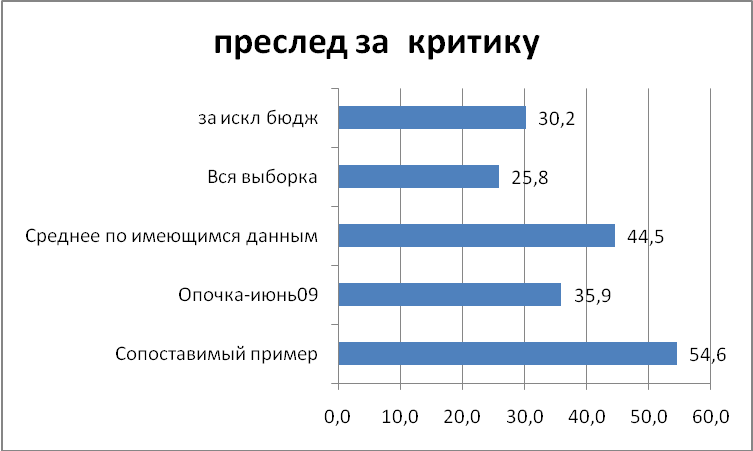 преслед за  критику
за искл бюдж
30,2
Вся выборка
25,8
Среднее по имеющимся данным
44,5
Опочка-июнь09
35,9
Сопоставимый пример
54,6
0,0 10,0 20,0 30,0 40,0 50,0 60,0